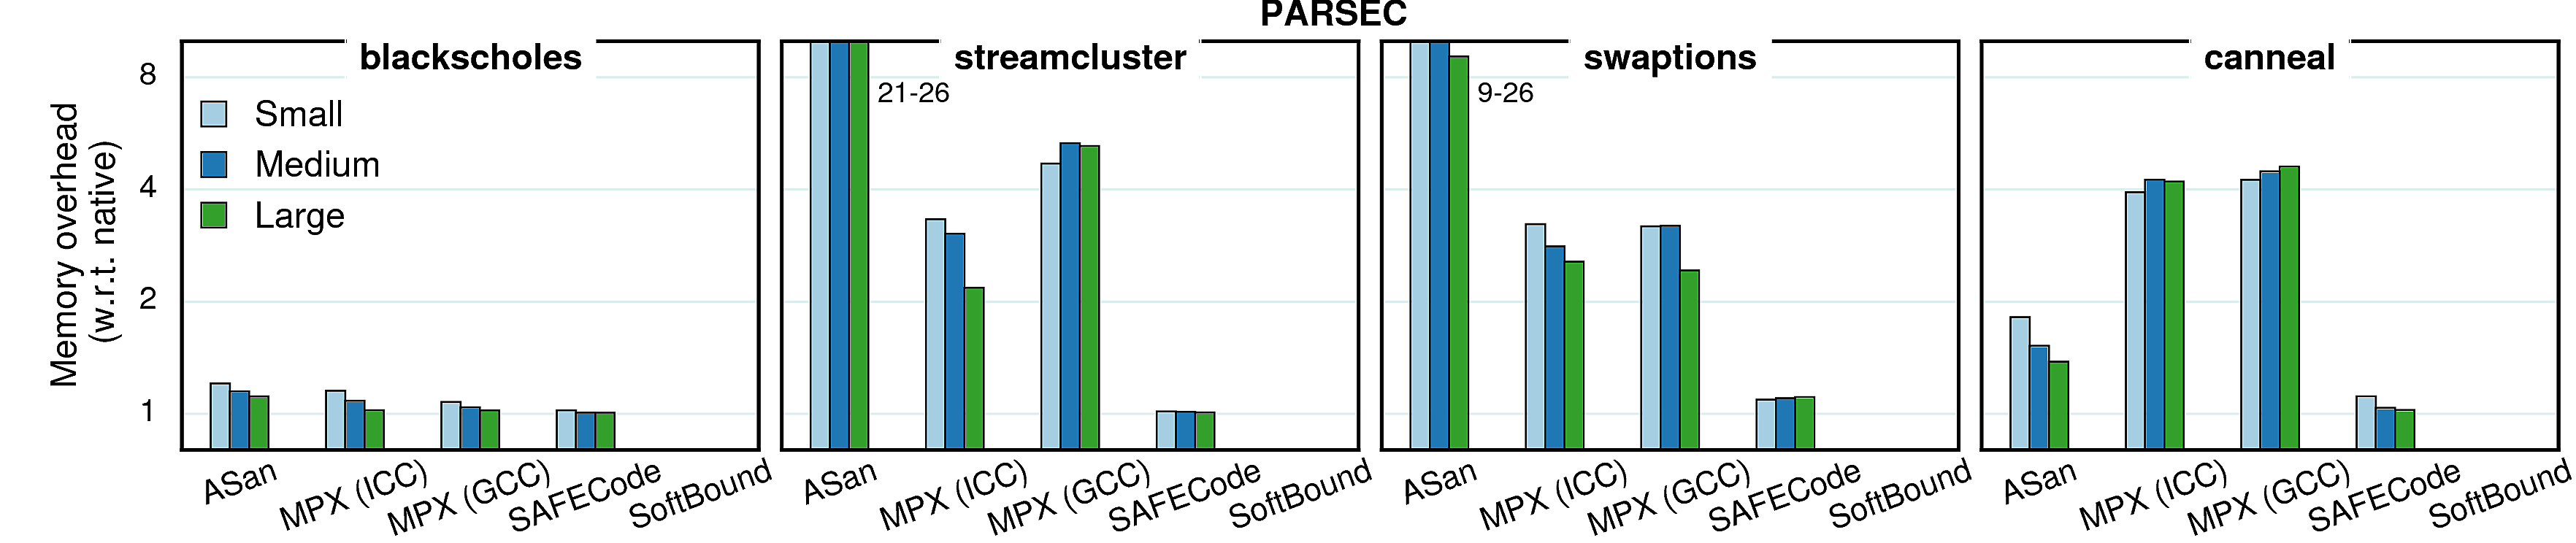 PARSEC
blackscholes
streamcluster
swaptions
canneal
Memory overhead
(w.r.t. native)
8
4
2
1
Small
Medium
Large
21-26
9-26
ASan
MPX (ICC)
MPX (GCC)
SAFECode
SoftBound
ASan
MPX (ICC)
MPX (GCC)
SAFECode
SoftBound
ASan
MPX (ICC)
MPX (GCC)
SAFECode
SoftBound
ASan
MPX (ICC)
MPX (GCC)
SAFECode
SoftBound